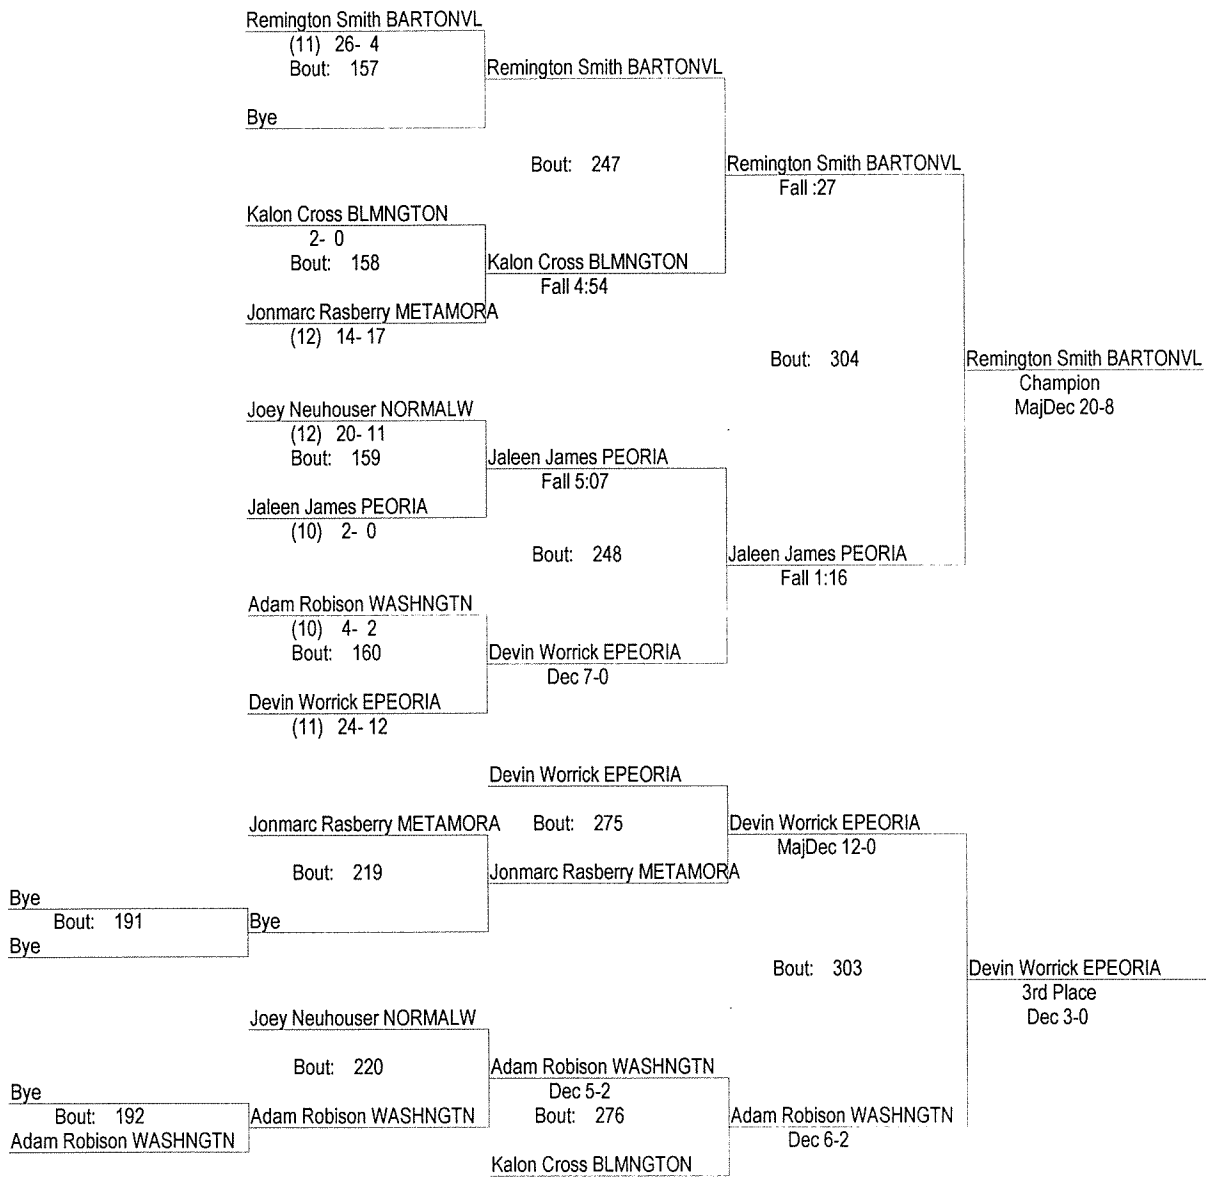 Remington Smith BARTONVL
(11) 26- 4
Bout: 157
Remington Smith BARTONVL
Bye
Bout: 247
Remington Smith BARTONVL
Fall :27
Kalon Cross BLMNGTON
2- 0
Bout: 158
Kalon Cross BLMNGTON
Fall 4:54
Jonmarc Rasberry METAMORA
(12) 14- 17
Bout: 304
Remington Smith BARTONVL
Champion
MajDec 20-8
Joey Neuhouser NORMALW
(12) 20- 11
Bout: 159
Jaleen James PEORIA
Fall 5:07
Jaleen James PEORIA
(10) 2- 0
Bout: 248
Jaleen James PEORIA
Fall 1:16
Adam Robison WASHNGTN
(10) 4- 2
Bout: 160
Devin Worrick EPEORIA
Dec 7-0
Devin Worrick EPEORIA
(11) 24- 12
Devin Worrick EPEORIA
Jonmarc Rasberry METAMORA
Bout: 275
Devin Worrick EPEORIA
MajDec 12-0
Bout: 219
Jonmarc Rasberry METAMORA
Bye
Bout: 191
Bye
Bye
Bout: 303
Devin Worrick EPEORIA
3rd Place
Dec 3-0
Joey Neuhouser NORMALW
Bout: 220
Adam Robison WASHNGTN
Dec 5-2
Bye
Bout: 192
Adam Robison WASHNGTN
Bout: 276
Adam Robison WASHNGTN
Dec 6-2
Adam Robison WASHNGTN
Kalon Cross BLMNGTON